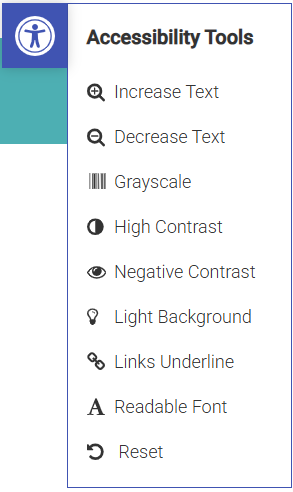 Accessibility Tools
Increase Text
Decrease Text
Grayscale
High Contrast
Negative Contrast
Light Background
Links Underline
Readable Font
Reset